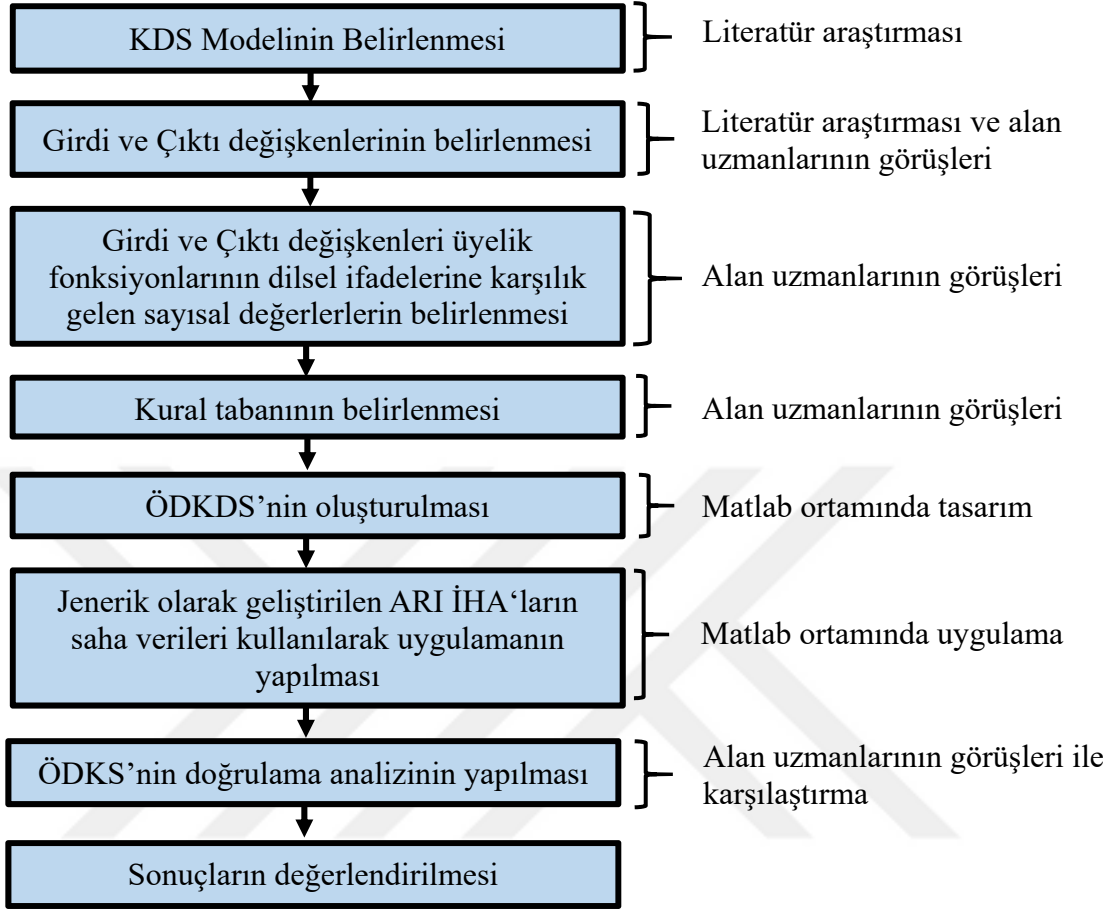 KDS Modelinin Belirlenmesi
Literatür araştırması
Girdi ve Çıktı değişkenlerinin belirlenmesi
Literatür araştırması ve alan
uzmanlarının görüşleri
Girdi ve Çıktı değişkenleri üyelik
fonksiyonlarının dilsel ifadelerine karşılık
gelen sayısal değerlerlerin belirlenmesi
Alan uzmanlarının görüşleri
Kural tabanının belirlenmesi
Alan uzmanlarının görüşleri
ÖDKDS’nin oluşturulması
Matlab ortamında tasarım
Jenerik olarak geliştirilen ARI İHA‘ların
saha verileri kullanılarak uygulamanın
yapılması
Matlab ortamında uygulama
ÖDKS’nin doğrulama analizinin yapılması
Alan uzmanlarının görüşleri ile
karşılaştırma
Sonuçların değerlendirilmesi